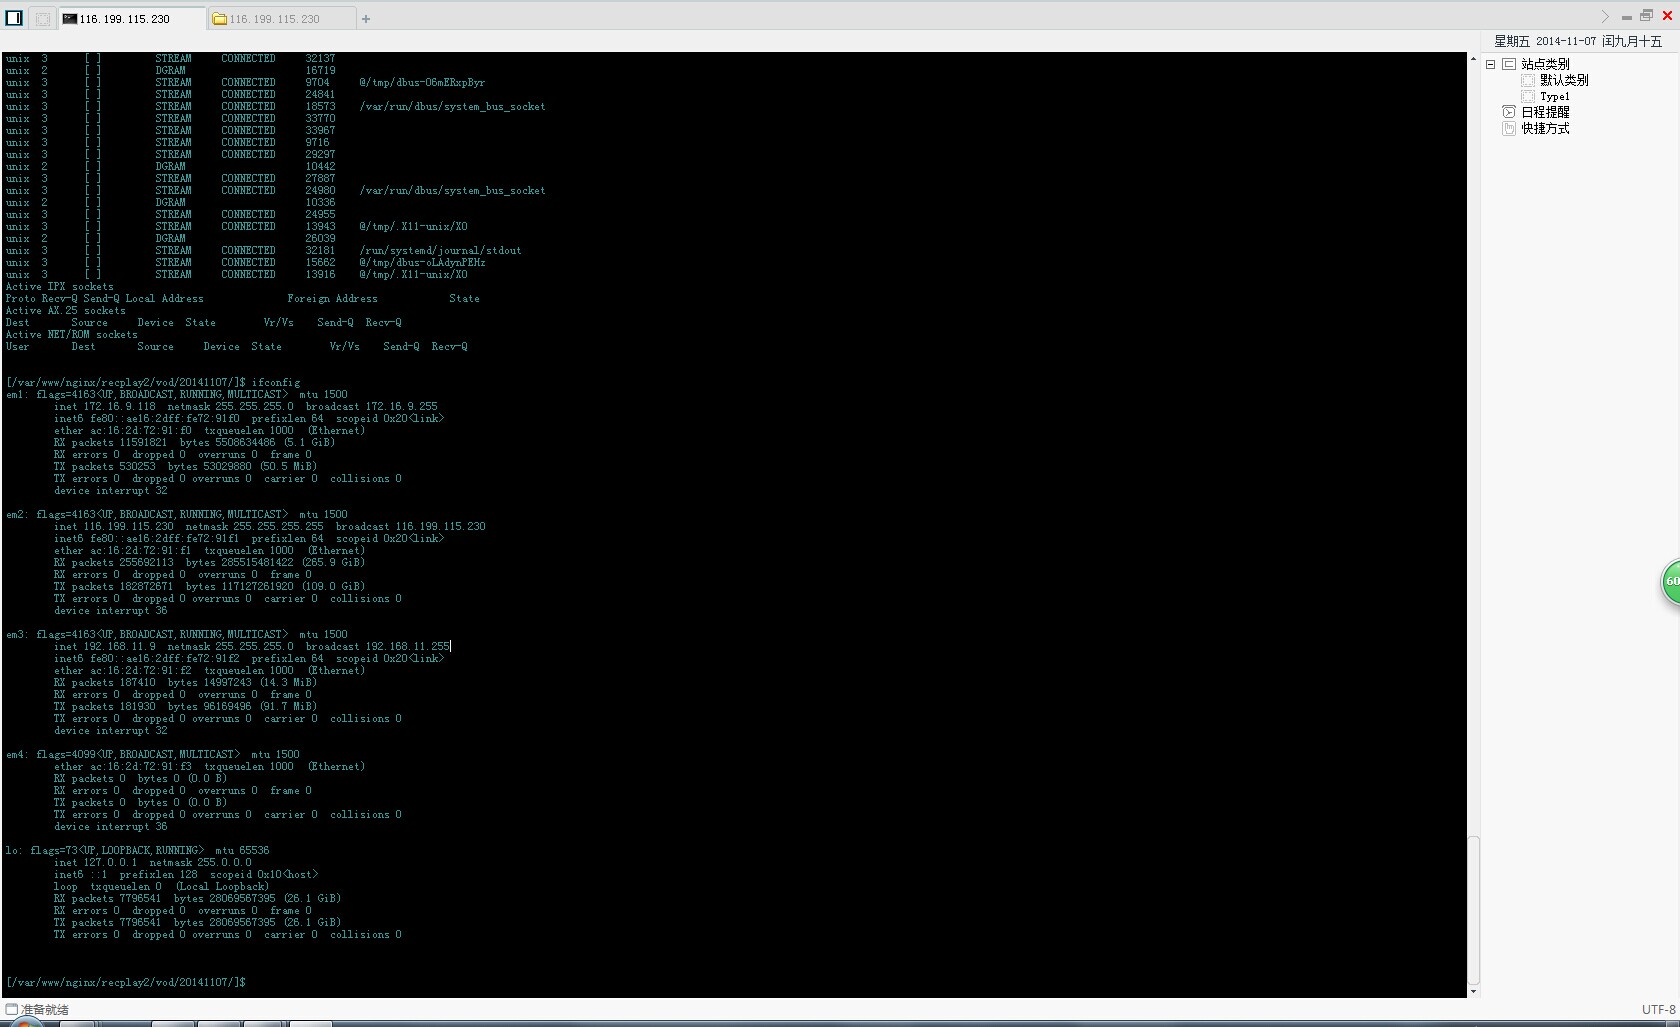 116.199.115.230
116.199.115.230
+
星期五 2014-11-07 闰九月十五
unix 3 [ ] STREAM CONNECTED 32137
unix 2 [ ] DGRAM 16719
unix 3 [ ] STREAM CONNECTED 9704 @/tmp/dbus-O6mERxpByr
unix 3 [ ] STREAM CONNECTED 24841
unix 3 [ ] STREAM CONNECTED 18573 /var/run/dbus/system_bus_socket
unix 3 [ ] STREAM CONNECTED 33770
unix 3 [ ] STREAM CONNECTED 33967
unix 3 [ ] STREAM CONNECTED 9716
unix 3 [ ] STREAM CONNECTED 29297
unix 2 [ ] DGRAM 10442
unix 3 [ ] STREAM CONNECTED 27887
unix 3 [ ] STREAM CONNECTED 24980 /var/run/dbus/system_bus_socket
unix 2 [ ] DGRAM 10336
unix 3 [ ] STREAM CONNECTED 24955
unix 3 [ ] STREAM CONNECTED 13943 @/tmp/.X11-unix/X0
unix 2 [ ] DGRAM 26039
unix 3 [ ] STREAM CONNECTED 32181 /run/systemd/journal/stdout
unix 3 [ ] STREAM CONNECTED 15662 @/tmp/dbus-oLAdynPEHz
unix 3 [ ] STREAM CONNECTED 13916 @/tmp/.X11-unix/X0
Active IPX sockets
Proto Recv-Q Send-Q Local Address Foreign Address State
Active AX.25 sockets
Dest Source Device State Vr/Vs Send-Q Recv-Q
Active NET/ROM sockets
User Dest Source Device State Vr/Vs Send-Q Recv-Q
[/var/www/nginx/recplay2/vod/20141107/]$ ifconfig
em1: flags=4163<UP,BROADCAST,RUNNING,MULTICAST> mtu 1500
inet 172.16.9.118 netmask 255.255.255.0 broadcast 172.16.9.255
inet6 fe80::ae16:2dff:fe72:91f0 prefixlen 64 scopeid 0x20<link>
ether ac:16:2d:72:91:f0 txqueuelen 1000 (Ethernet)
RX packets 11591821 bytes 5508634486 (5.1 GiB)
RX errors 0 dropped 0 overruns 0 frame 0
TX packets 530253 bytes 53029880 (50.5 MiB)
TX errors 0 dropped 0 overruns 0 carrier 0 collisions 0
device interrupt 32
em2: flags=4163<UP,BROADCAST,RUNNING,MULTICAST> mtu 1500
inet 116.199.115.230 netmask 255.255.255.255 broadcast 116.199.115.230
inet6 fe80::ae16:2dff:fe72:91f1 prefixlen 64 scopeid 0x20<link>
ether ac:16:2d:72:91:f1 txqueuelen 1000 (Ethernet)
RX packets 255692113 bytes 285515481422 (265.9 GiB)
RX errors 0 dropped 0 overruns 0 frame 0
TX packets 182872671 bytes 117127261920 (109.0 GiB)
TX errors 0 dropped 0 overruns 0 carrier 0 collisions 0
device interrupt 36
em3: flags=4163<UP,BROADCAST,RUNNING,MULTICAST> mtu 1500
inet 192.168.11.9 netmask 255.255.255.0 broadcast 192.168.11.255
inet6 fe80::ae16:2dff:fe72:91f2 prefixlen 64 scopeid 0x20<link>
ether ac:16:2d:72:91:f2 txqueuelen 1000 (Ethernet)
RX packets 187410 bytes 14997243 (14.3 MiB)
RX errors 0 dropped 0 overruns 0 frame 0
TX packets 181930 bytes 96169496 (91.7 MiB)
TX errors 0 dropped 0 overruns 0 carrier 0 collisions 0
device interrupt 32
em4: flags=4099<UP,BROADCAST,MULTICAST> mtu 1500
ether ac:16:2d:72:91:f3 txqueuelen 1000 (Ethernet)
RX packets 0 bytes 0 (0.0 B)
RX errors 0 dropped 0 overruns 0 frame 0
TX packets 0 bytes 0 (0.0 B)
TX errors 0 dropped 0 overruns 0 carrier 0 collisions 0
device interrupt 36
lo: flags=73<UP,LOOPBACK,RUNNING> mtu 65536
inet 127.0.0.1 netmask 255.0.0.0
inet6 ::1 prefixlen 128 scopeid 0x10<host>
loop txqueuelen 0 (Local Loopback)
RX packets 7796541 bytes 28069567395 (26.1 GiB)
RX errors 0 dropped 0 overruns 0 frame 0
TX packets 7796541 bytes 28069567395 (26.1 GiB)
TX errors 0 dropped 0 overruns 0 carrier 0 collisions 0
[/var/www/nginx/recplay2/vod/20141107/]$
站点类别
默认类别
Type1
日程提醒
快捷方式
60
准备就绪
UTF-8